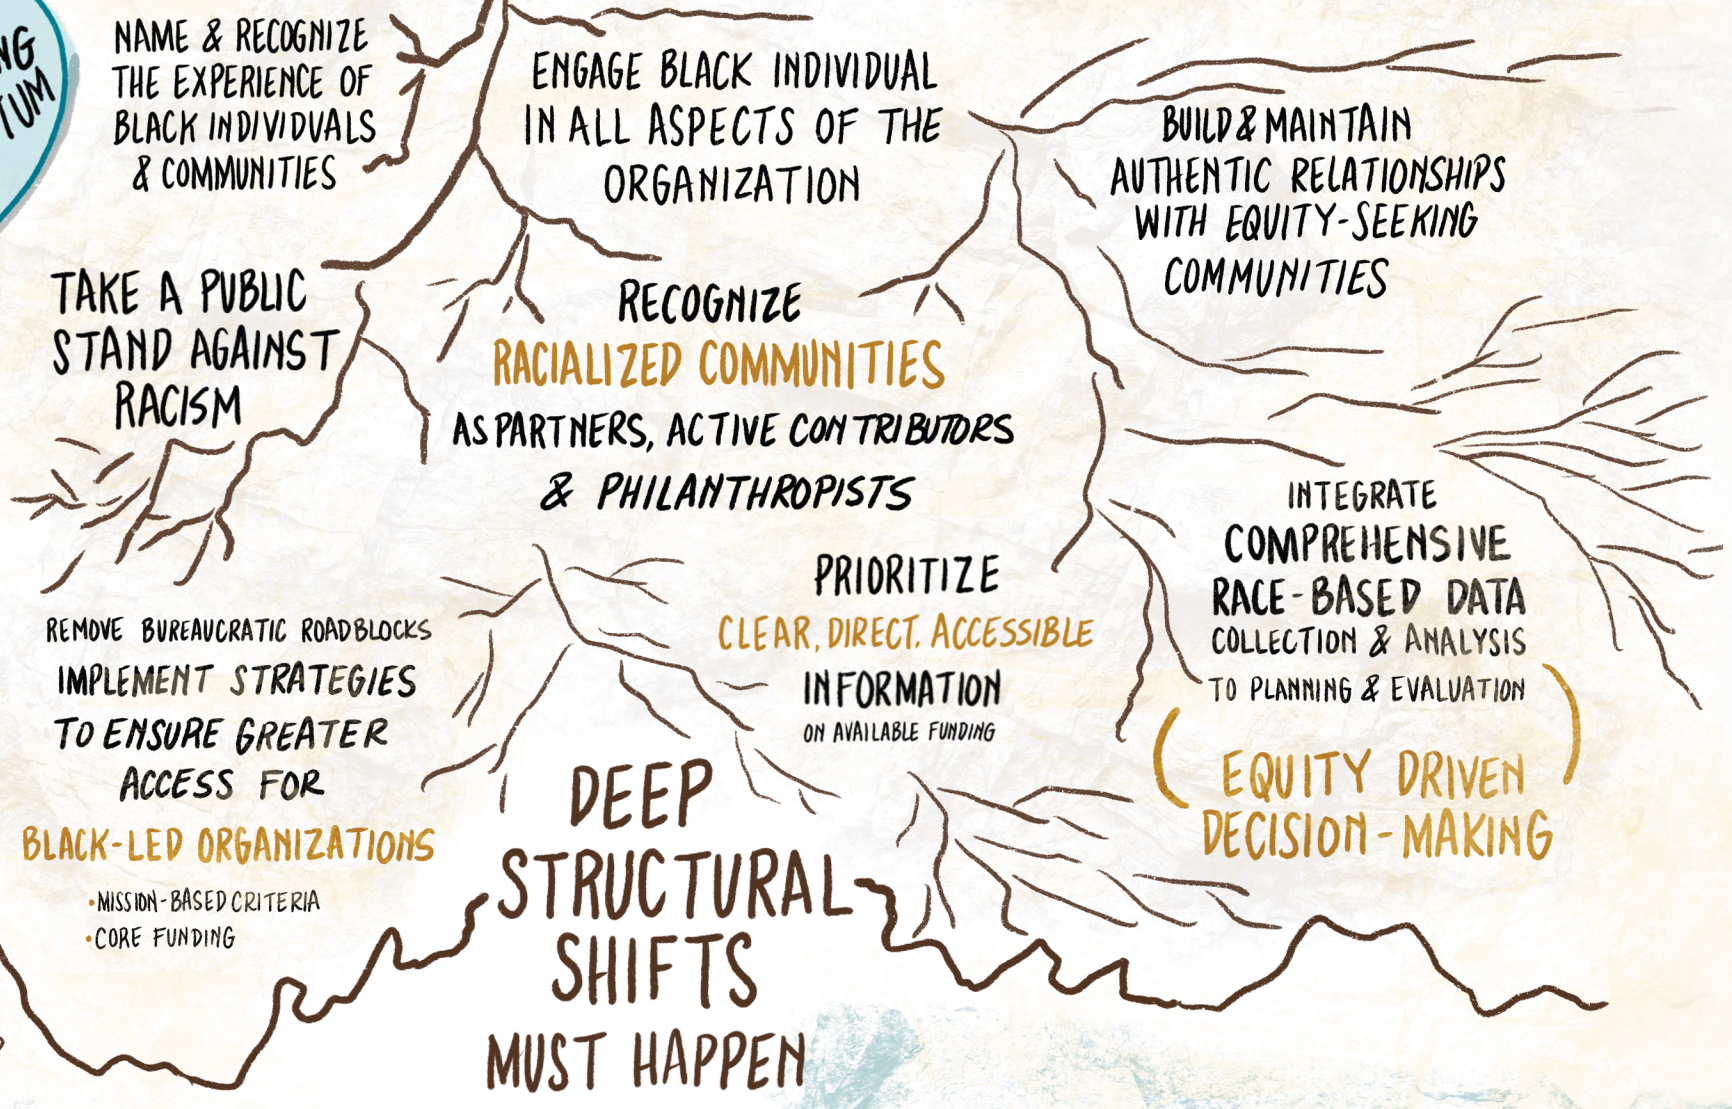 NAME & RECOGNIZE
THE EXPERIENCE OF
BLACK INDIVIDUALS
& COMMUNITIES
ENGAGE BLACK INDIVIDUAL
IN ALL ASPECTS OF THE
ORGANIZATION
BUILD & MAINTAIN
AUTHENTIC RELATIONSHIPS
WITH EQUITY-SEEKING
COMMUNITIES
TAKE A PUBLIC
STAND AGAINST
RACISM
RECOGNIZE
RACIALIZED COMMUNITIES
AS PARTNERS, ACTIVE CONTRIBUTORS
& PHILANTHROPISTS
INTEGRATE
COMPREHENSIVE
RACE-BASED DATA
COLLECTION & ANALYSIS
TO PLANNING & EVALUATION
(EQUITY DRIVEN
DECISION-MAKING)
PRIORITIZE
CLEAR, DIRECT, ACCESSIBLE
INFORMATION
ON AVAILABLE FUNDING
REMOVE BUREAUCRATIC ROADBLOCKS
IMPLEMENT STRATEGIES
TO ENSURE GREATER
ACCESS FOR
BLACK-LED ORGANIZATIONS
• MISSION-BASED CRITERIA
• CORE FUNDING
DEEP
STRUCTURAL
SHIFTS
MUST HAPPEN